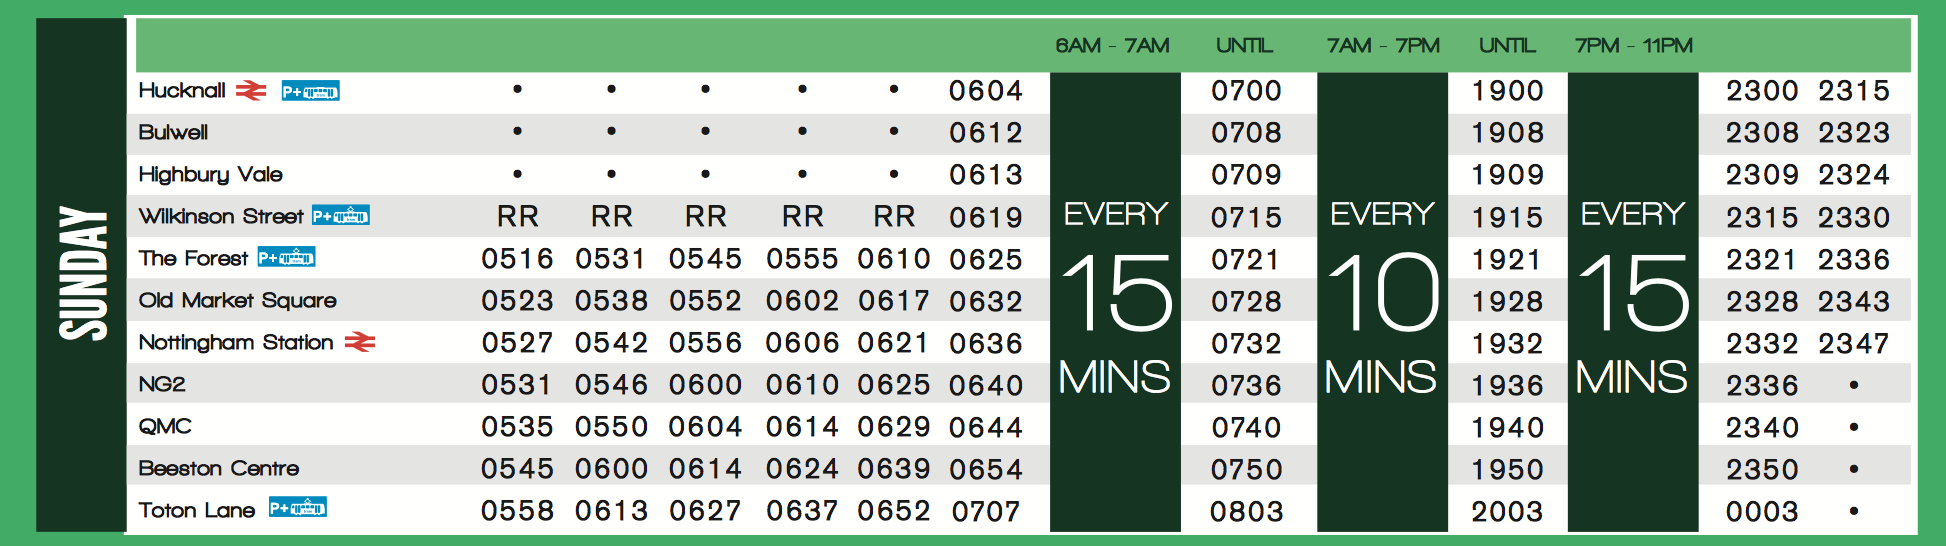 SUNDAY
6AM - 7AM UNTIL 7AM - 7PM UNTIL 7PM - 11PM
Hucknall P+ • • • • • 0604 0700 1900 2300 2315
Bulwell • • • • • 0612 0708 1908 2308 2323
Highbury Vale • • • • • 0613 0709 1909 2309 2324
Wilkinson Street P+ RR RR RR RR RR 0619 EVERY 0715 EVERY 1915 EVERY 2315 2330
The Forest P+ 0516 0531 0545 0555 0610 0625 15 0721 10 1921 15 2321 2336
Old Market Square 0523 0538 0552 0602 0617 0632 0728 1928 2328 2343
Nottingham Station 0527 0542 0556 0606 0621 0636 0732 1932 2332 2347
NG2 0531 0546 0600 0610 0625 0640 MINS 0736 MINS 1936 MINS 2336 •
QMC 0535 0550 0604 0614 0629 0644 0740 1940 2340 •
Beeston Centre 0545 0600 0614 0624 0639 0654 0750 1950 2350 •
Toton Lane P+ 0558 0613 0627 0637 0652 0707 0803 2003 0003 •